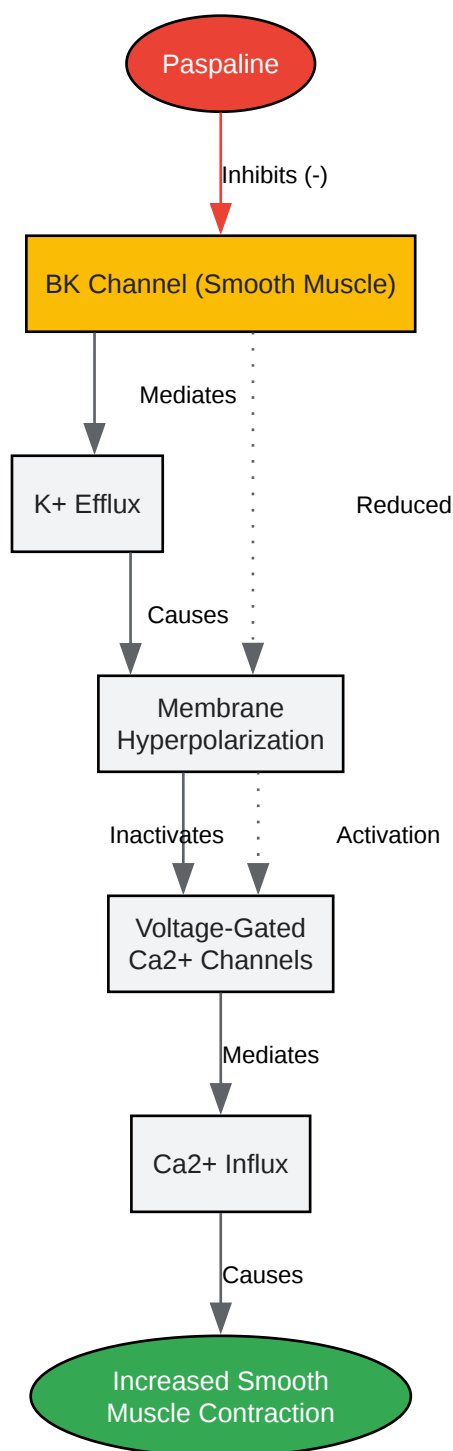 Paspaline
Inhibits (-)
BK Channel (Smooth Muscle)
Mediates
K+ Efflux
Reduced
Causes
Membrane
Hyperpolarization
Inactivates
Activation
Voltage-Gated
Ca2+ Channels
Mediates
Ca2+ Influx
Causes
Increased Smooth
Muscle Contraction